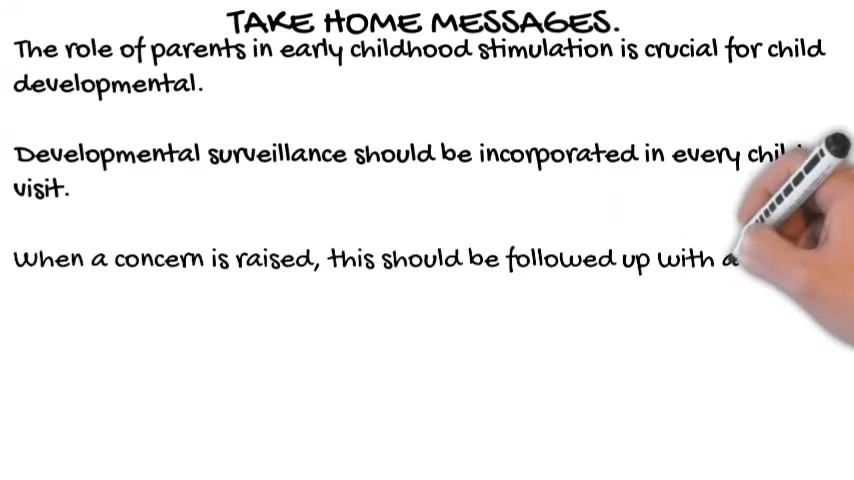 TAKE HOME MESSAGES.
The role of parents in early childhood stimulation is crucial for child
developmental.
Developmental surveillance should be incorporated in every
visit.
When a concern is raised, this should be followed up with a